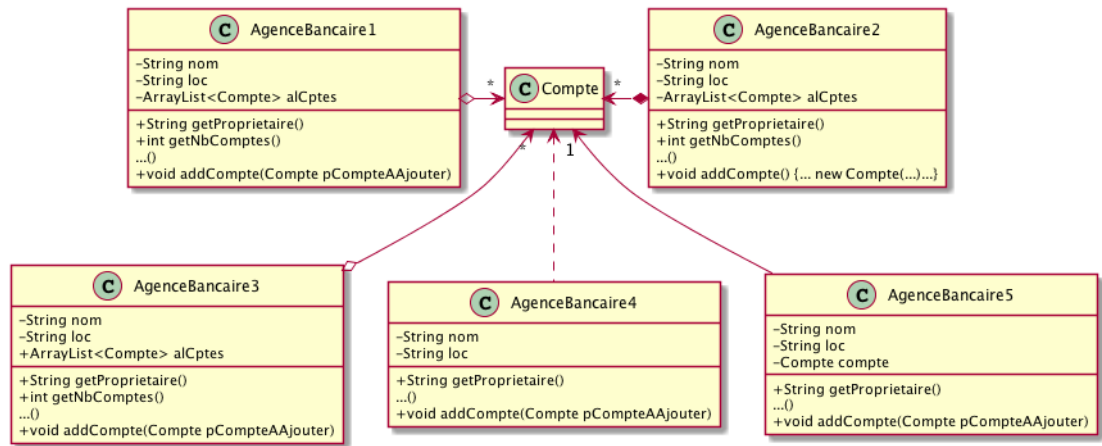 C AgenceBancaire1
-String nom
-String loc
-ArrayList<Compte> alCptes
+String getProprietaire()
+int getNbComptes()
...()
+void addCompte(Compte pCompteAAjouter)
*
C Compte
*
C AgenceBancaire2
-String nom
-String loc
-ArrayList<Compte> alCptes
+String getProprietaire()
+int getNbComptes()
...()
+void addCompte() {... new Compte(...)...}
*
1
C AgenceBancaire3
-String nom
-String loc
+ArrayList<Compte> alCptes
+String getProprietaire()
+int getNbComptes()
...()
+void addCompte(Compte pCompteAAjouter)
C AgenceBancaire4
-String nom
-String loc
+String getProprietaire()
...()
+void addCompte(Compte pCompteAAjouter)
C AgenceBancaire5
-String nom
-String loc
-Compte compte
+String getProprietaire()
...()
+void addCompte(Compte pCompteAAjouter)